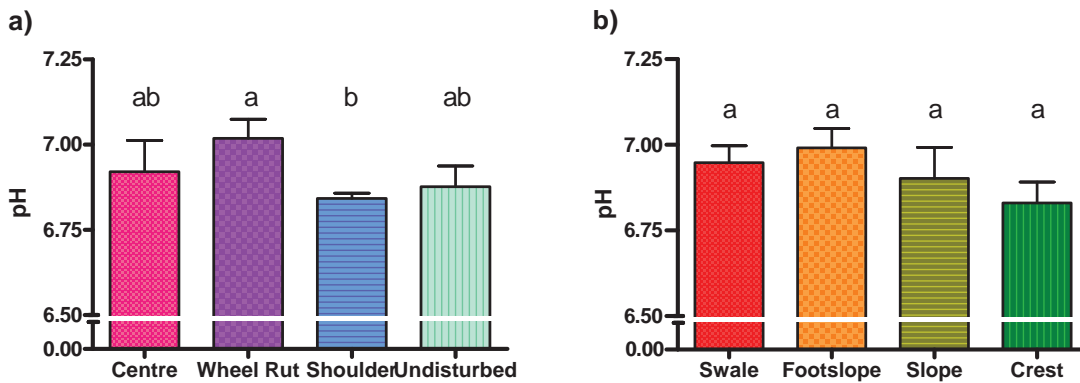 a)
7.25
7.00
6.75
6.50
0.00
pH
ab
a
b
ab
Centre
Wheel Rut
Shoulder
Undisturbed
b)
7.25
7.00
6.75
6.50
0.00
pH
a
a
a
a
Swale
Footslope
Slope
Crest